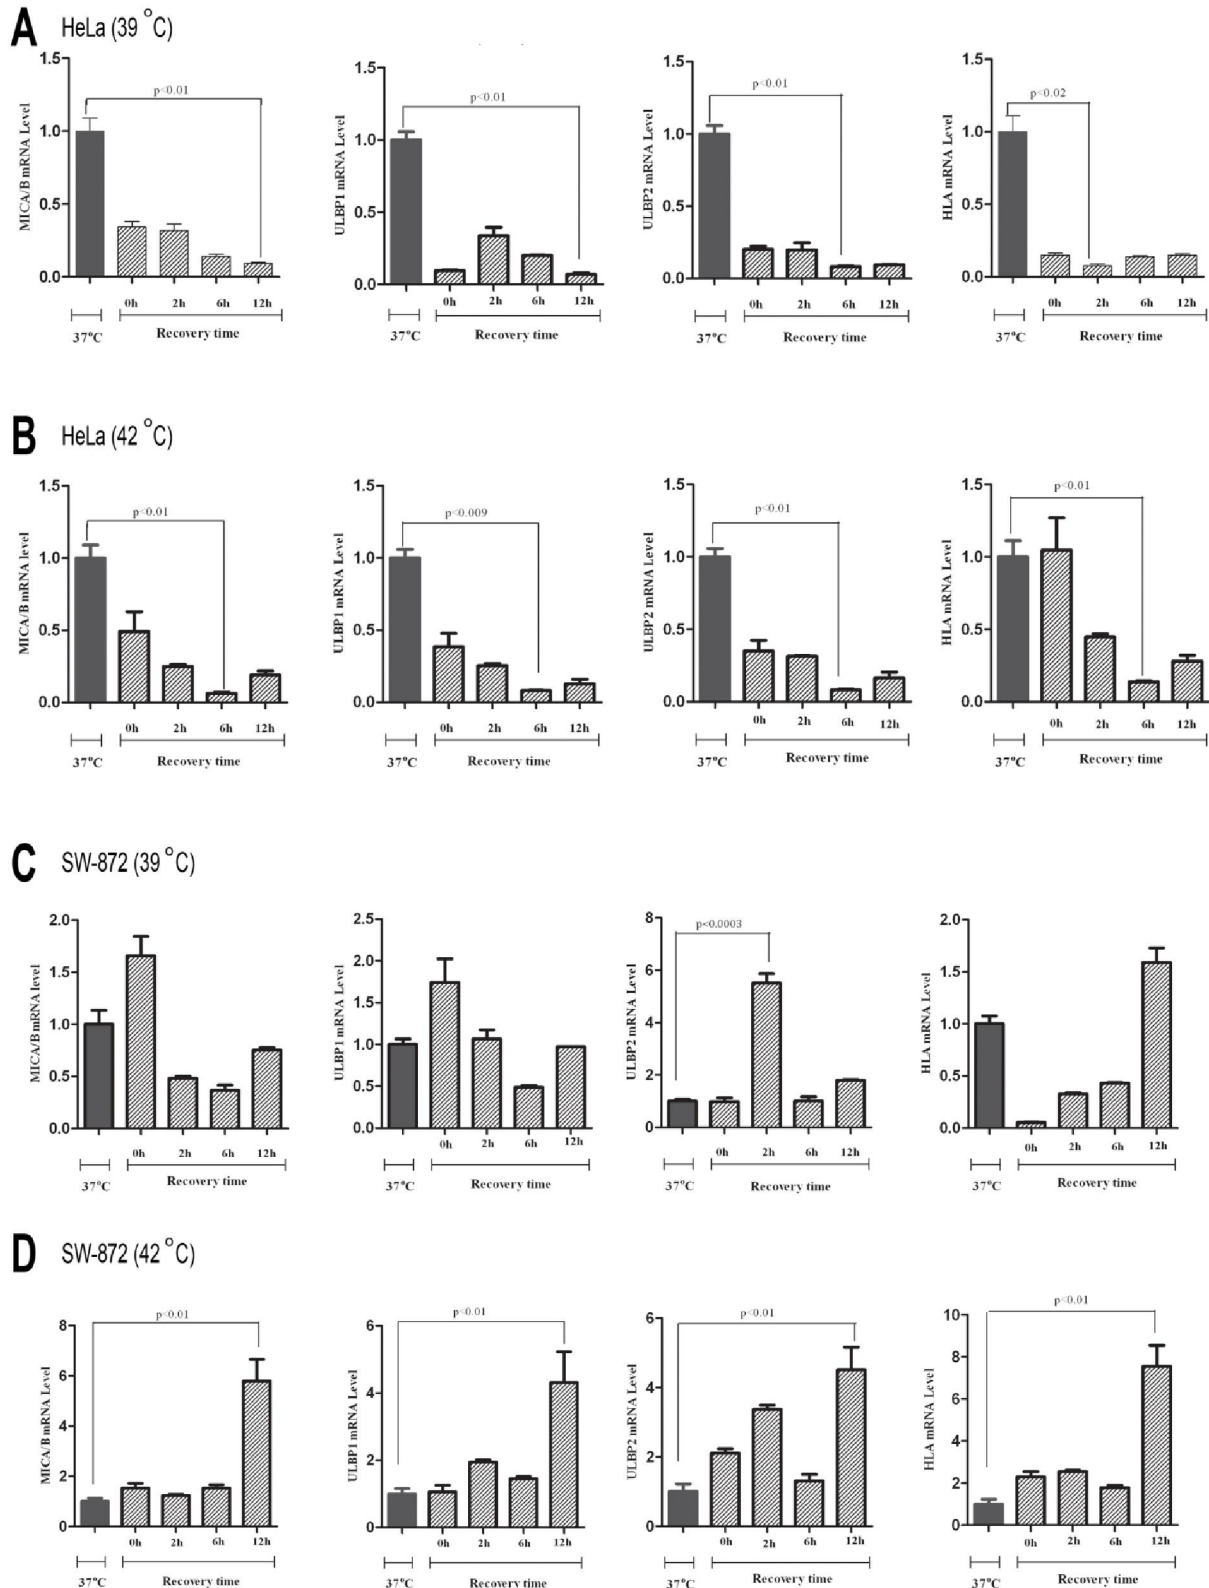 A HeLa (39 °C)
MICA/B mRNA Level
1.5
1.0
0.5
0.0
p<0.01
0h 2h 6h 12h
37°C Recovery time
ULBP1 mRNA Level
1.5
1.0
0.5
0.0
p<0.01
0h 2h 6h 12h
37°C Recovery time
ULBP2 mRNA Level
1.5
1.0
0.5
0.0
p<0.01
0h 2h 6h 12h
37°C Recovery time
HLA mRNA Level
1.5
1.0
0.5
0.0
p<0.02
0h 2h 6h 12h
37°C Recovery time
B HeLa (42 °C)
MICA/B mRNA level
1.5
1.0
0.5
0.0
p<0.01
0h 2h 6h 12h
37°C Recovery time
ULBP1 mRNA Level
1.5
1.0
0.5
0.0
p<0.009
0h 2h 6h 12h
37°C Recovery time
ULBP2 mRNA Level
1.5
1.0
0.5
0.0
p<0.01
0h 2h 6h 12h
37°C Recovery time
HLA mRNA Level
1.5
1.0
0.5
0.0
p<0.01
0h 2h 6h 12h
37°C Recovery time
C SW-872 (39 °C)
MICA/B mRNA level
2.0
1.5
1.0
0.5
0.0
0h 2h 6h 12h
37°C Recovery time
ULBP1 mRNA Level
2.5
2.0
1.5
1.0
0.5
0.0
0h 2h 6h 12h
37°C Recovery time
ULBP2 mRNA Level
8
6
4
2
0
p<0.0003
0h 2h 6h 12h
37°C Recovery time
HLA mRNA Level
2.0
1.5
1.0
0.5
0.0
0h 2h 6h 12h
37°C Recovery time
D SW-872 (42 °C)
MICA/B mRNA Level
8
6
4
2
0
p<0.01
0h 2h 6h 12h
37°C Recovery time
ULBP1 mRNA Level
6
4
2
0
p<0.01
0h 2h 6h 12h
37°C Recovery time
ULBP2 mRNA Level
6
4
2
0
p<0.01
0h 2h 6h 12h
37°C Recovery time
HLA mRNA Level
10
8
6
4
2
0
p<0.01
0h 2h 6h 12h
37°C Recovery time